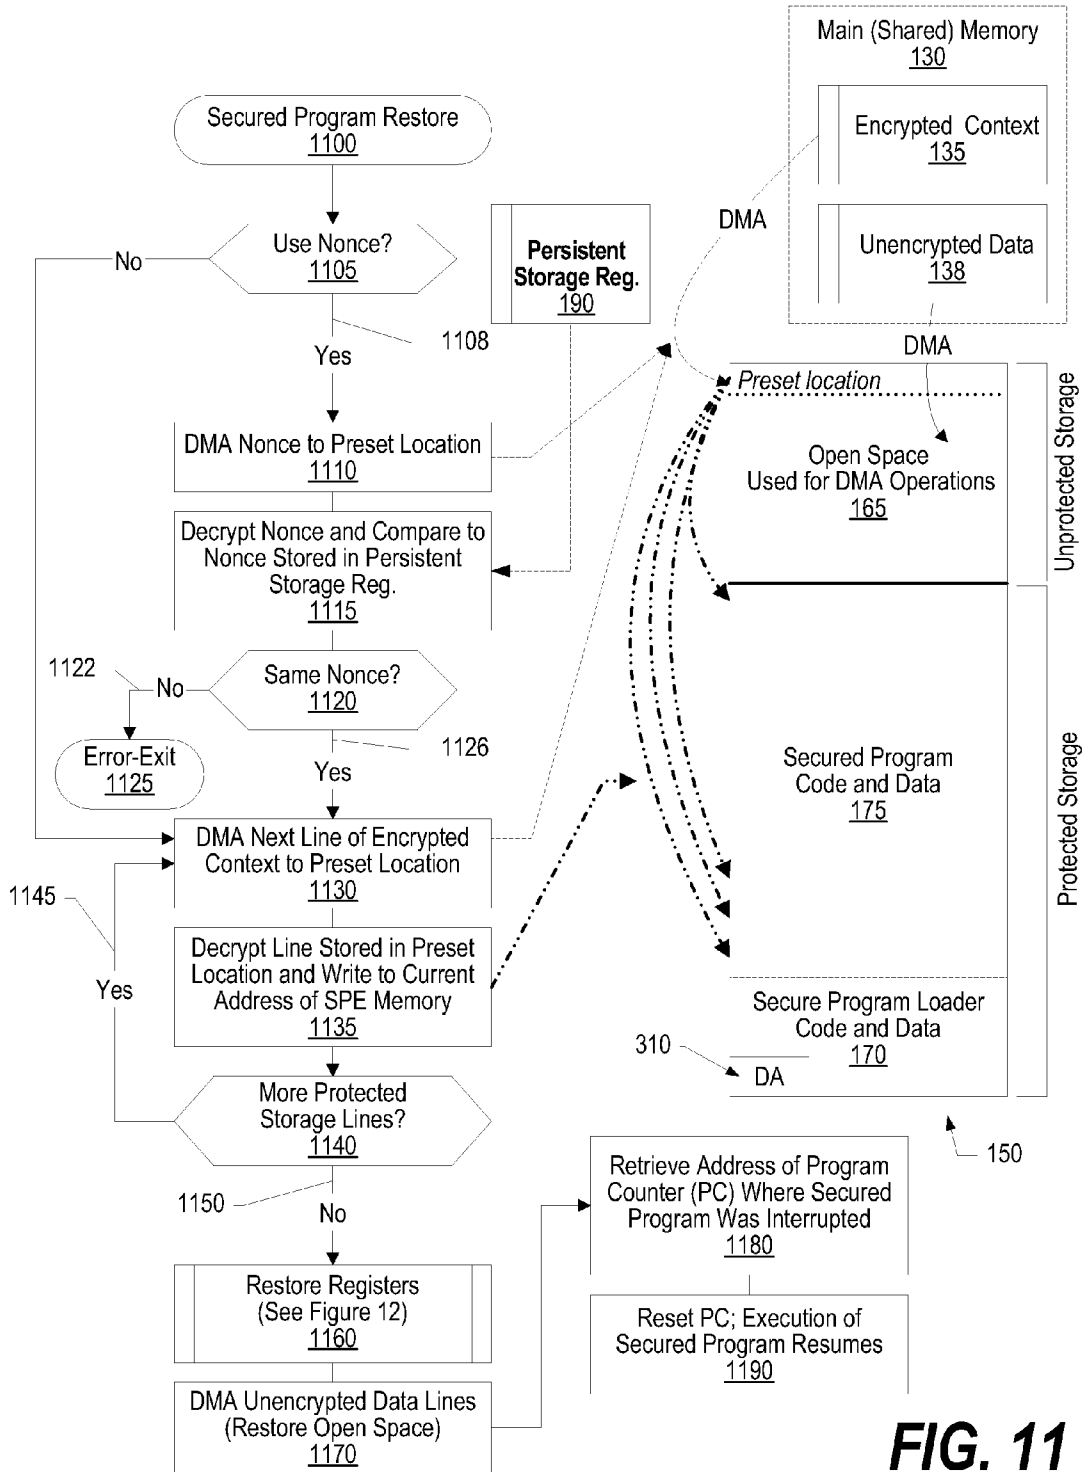 Main (Shared) Memory
130
Encrypted Context
135
Unencrypted Data
138
DMA
DMA
Secured Program Restore
1100
Use Nonce?
1105
No
1108
Yes
Persistent
Storage Reg.
190
DMA Nonce to Preset Location
1110
Decrypt Nonce and Compare to
Nonce Stored in Persistent
Storage Reg.
1115
1122
No
Same Nonce?
1120
1126
Yes
Error-Exit
1125
DMA Next Line of Encrypted
Context to Preset Location
1130
1145
Yes
Decrypt Line Stored in Preset
Location and Write to Current
Address of SPE Memory
1135
More Protected
Storage Lines?
1140
1150
No
Restore Registers
(See Figure 12)
1160
DMA Unencrypted Data Lines
(Restore Open Space)
1170
Preset location
Open Space
Used for DMA Operations
165
Unprotected Storage
Secured Program
Code and Data
175
Protected Storage
Secure Program Loader
Code and Data
170
310
DA
150
Retrieve Address of Program
Counter (PC) Where Secured
Program Was Interrupted
1180
Reset PC; Execution of
Secured Program Resumes
1190
FIG. 11